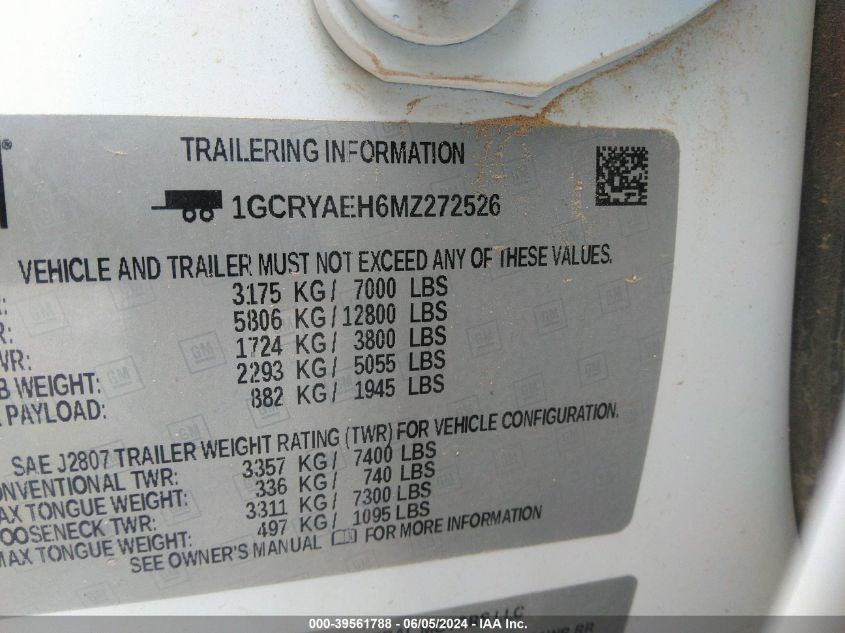 ®
TRAILERING INFORMATION
1GCRYAEH6MZ272526
VEHICLE AND TRAILER MUST NOT EXCEED ANY OF THESE VALUES.
3175 KG/ 7000 LBS
5806 KG/12800 LBS
WR: 1724 KG/ 3800 LBS
B WEIGHT: 2293 KG/ 5055 LBS
PAYLOAD: 882 KG/ 1945 LBS
SAE J2807 TRAILER WEIGHT RATING (TWR) FOR VEHICLE CONFIGURATION.
ONVENTIONAL TWR: 3357 KG/ 7400 LBS
AX TONGUE WEIGHT: 336 KG/ 740 LBS
OOSENECK TWR: 3311 KG/ 7300 LBS
MAX TONGUE WEIGHT: 497 KG/ 1095 LBS
SEE OWNER'S MANUAL FOR MORE INFORMATION
000-39561788 - 06/05/2024 - IAA Inc.